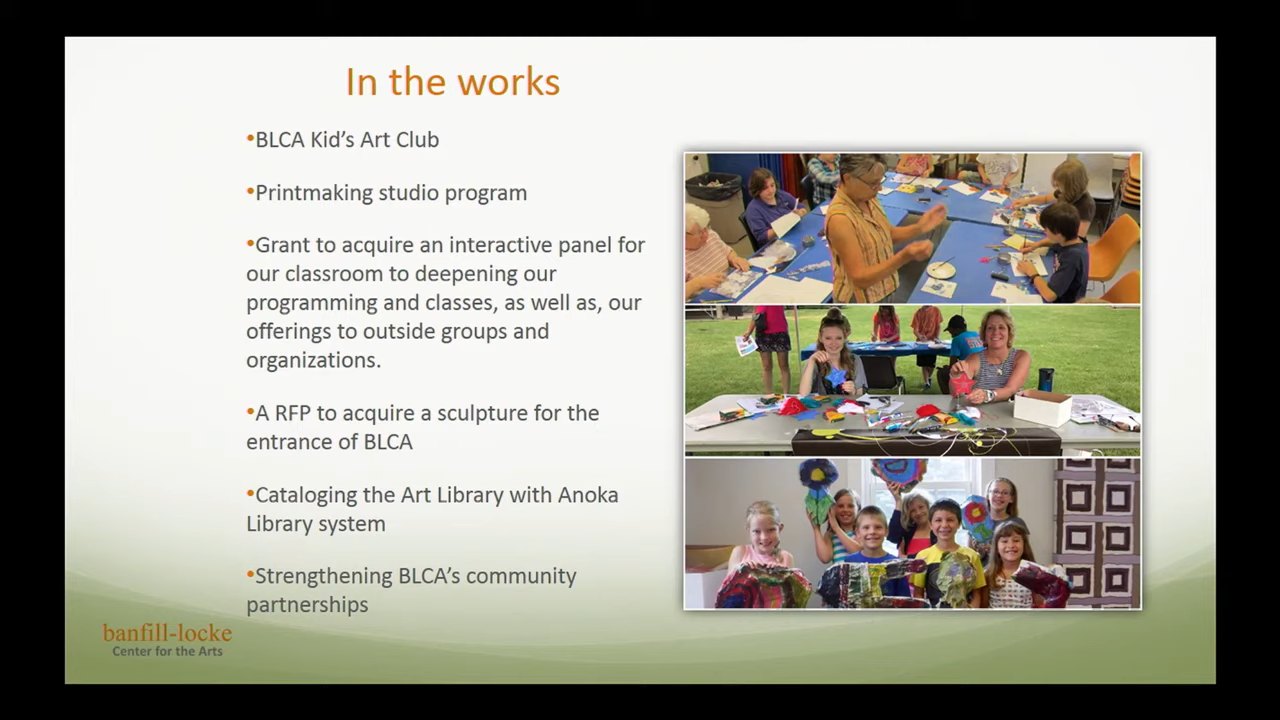 In the works
•BLCA Kid's Art Club
•Printmaking studio program
•Grant to acquire an interactive panel for
our classroom to deepening our
programming and classes, as well as, our
offerings to outside groups and
organizations.
•A RFP to acquire a sculpture for the
entrance of BLCA
•Cataloging the Art Library with Anoka
Library system
•Strengthening BLCA's community
partnerships
banfill-locke
Center for the Arts